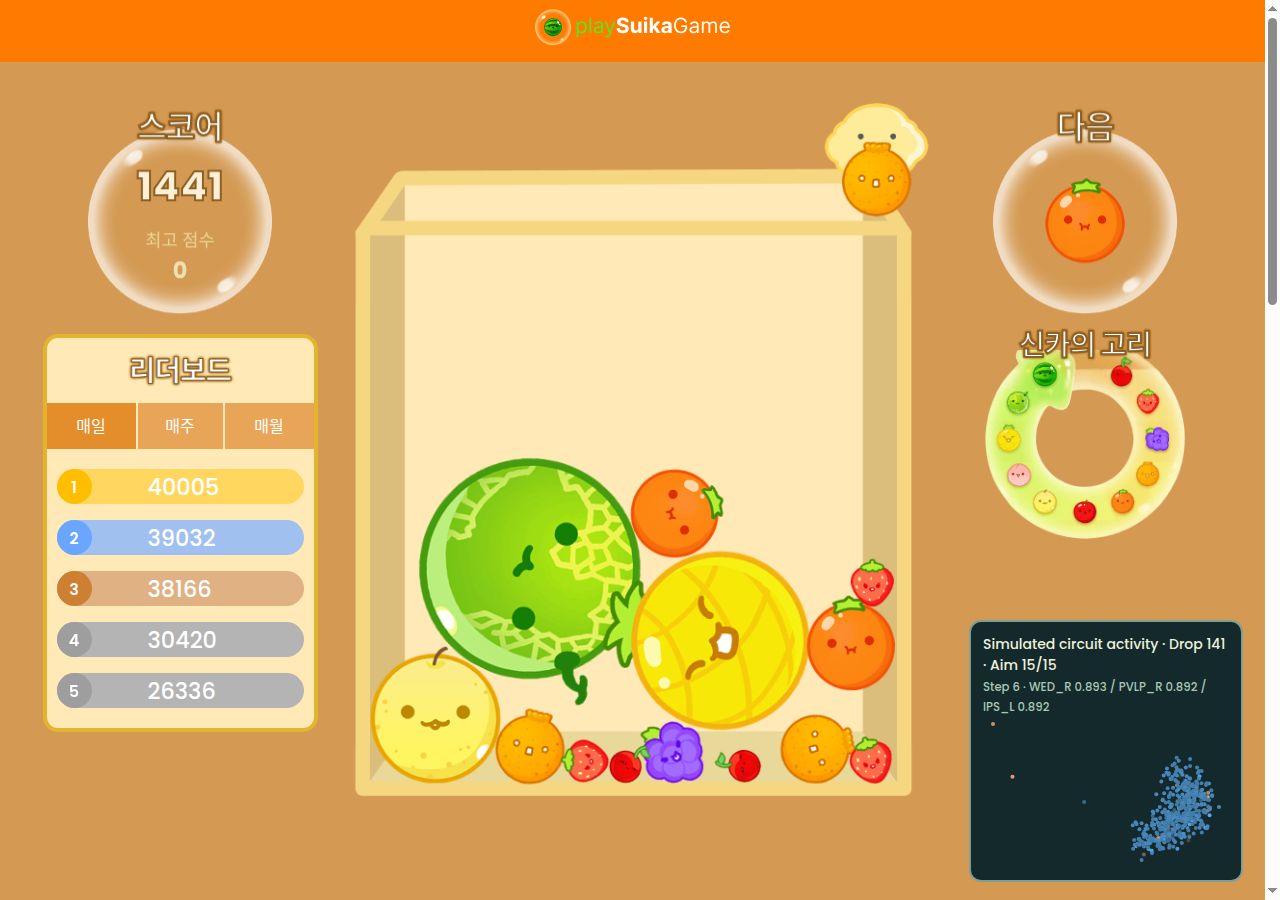 playSuikaGame
스코어
1441
최고 점수
0
다음
신카의 고리
리더보드
매일 매주 매월
1 40005
2 39032
3 38166
4 30420
5 26336
Simulated circuit activity · Drop 141
· Aim 15/15
Step 6 · WED_R 0.893 / PVLP_R 0.892 /
IPS_L 0.892